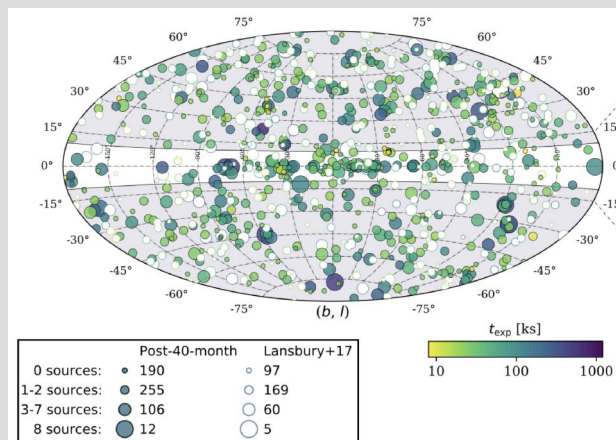 75° 75°
60° 60°
45° 45°
30° 30°
15° 15°
0° 0°
-15° -15°
-30° -30°
-45° -45°
-60° -60°
-75° -75°
(b, l)
Post-40-month Lansbury+17
0 sources: 190 97
1-2 sources: 255 169
3-7 sources: 106 60
8 sources: 12 5
t_exp [ks]
10 100 1000